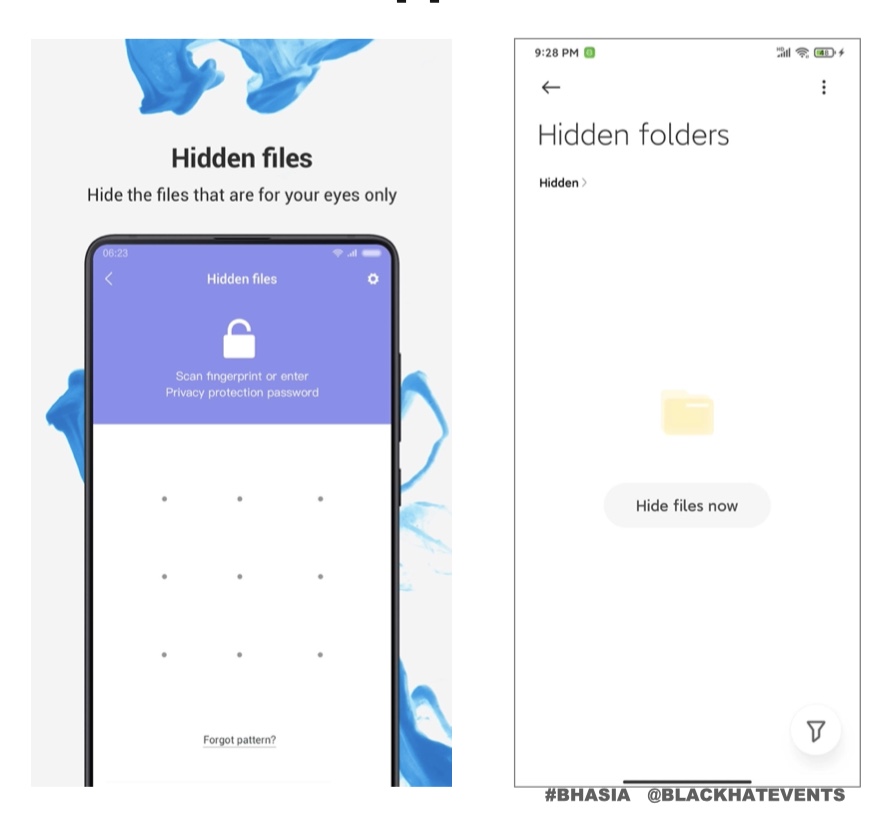 Hidden files
Hide the files that are for your eyes only
06:23
Hidden files
Scan fingerprint or enter
Privacy protection password
Forgot pattern?
9:28 PM
Hidden folders
Hidden >
Hide files now
#BHASIA @BLACKHATEVENTS